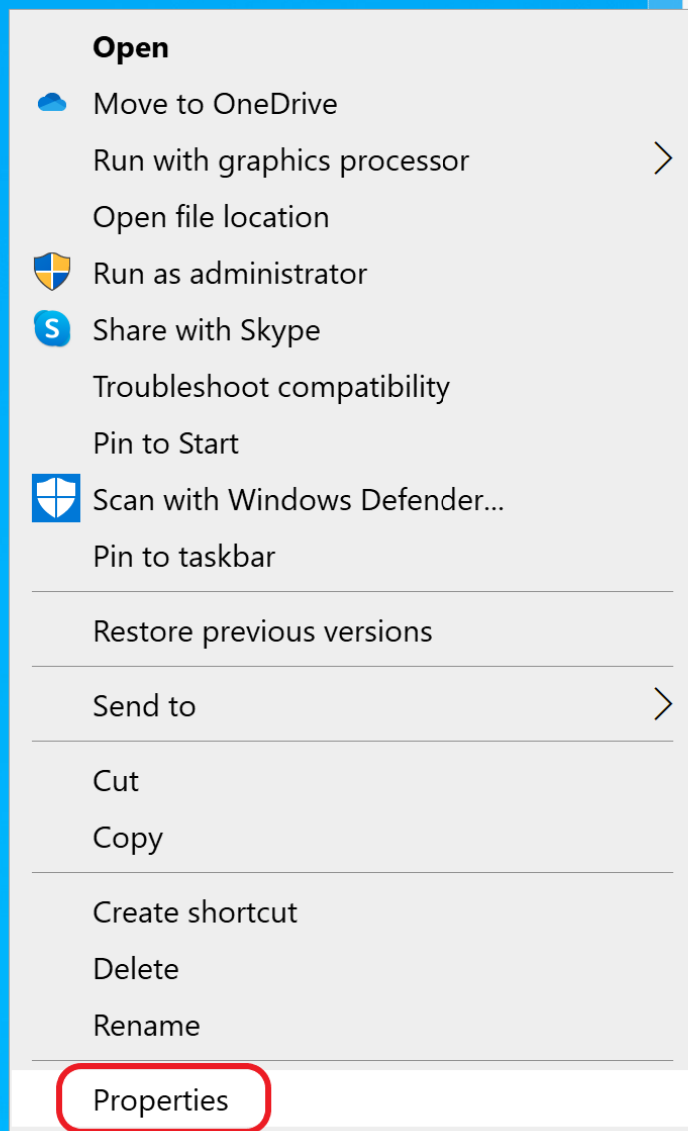 Open
Move to OneDrive
Run with graphics processor
Open file location
Run as administrator
S Share with Skype
Troubleshoot compatibility
Pin to Start
Scan with Windows Defender...
Pin to taskbar
Restore previous versions
Send to
Cut
Copy
Create shortcut
Delete
Rename
Properties